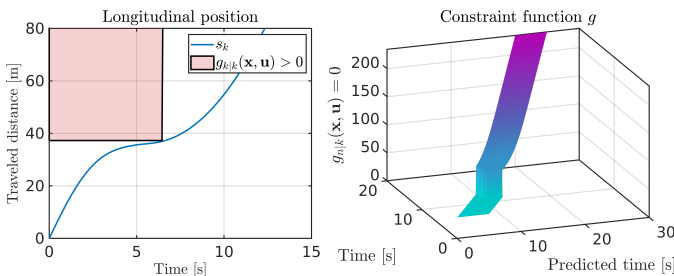 Longitudinal position
80
60
40
20
0
0
5
10
15
Traveled distance [m]
Time [s]
s_k
g_{k|k}(x, u) > 0
Constraint function g
200
150
100
50
0
g_{n|k}(x, u) = 0
20
10
0
Time [s]
0
10
20
30
Predicted time [s]